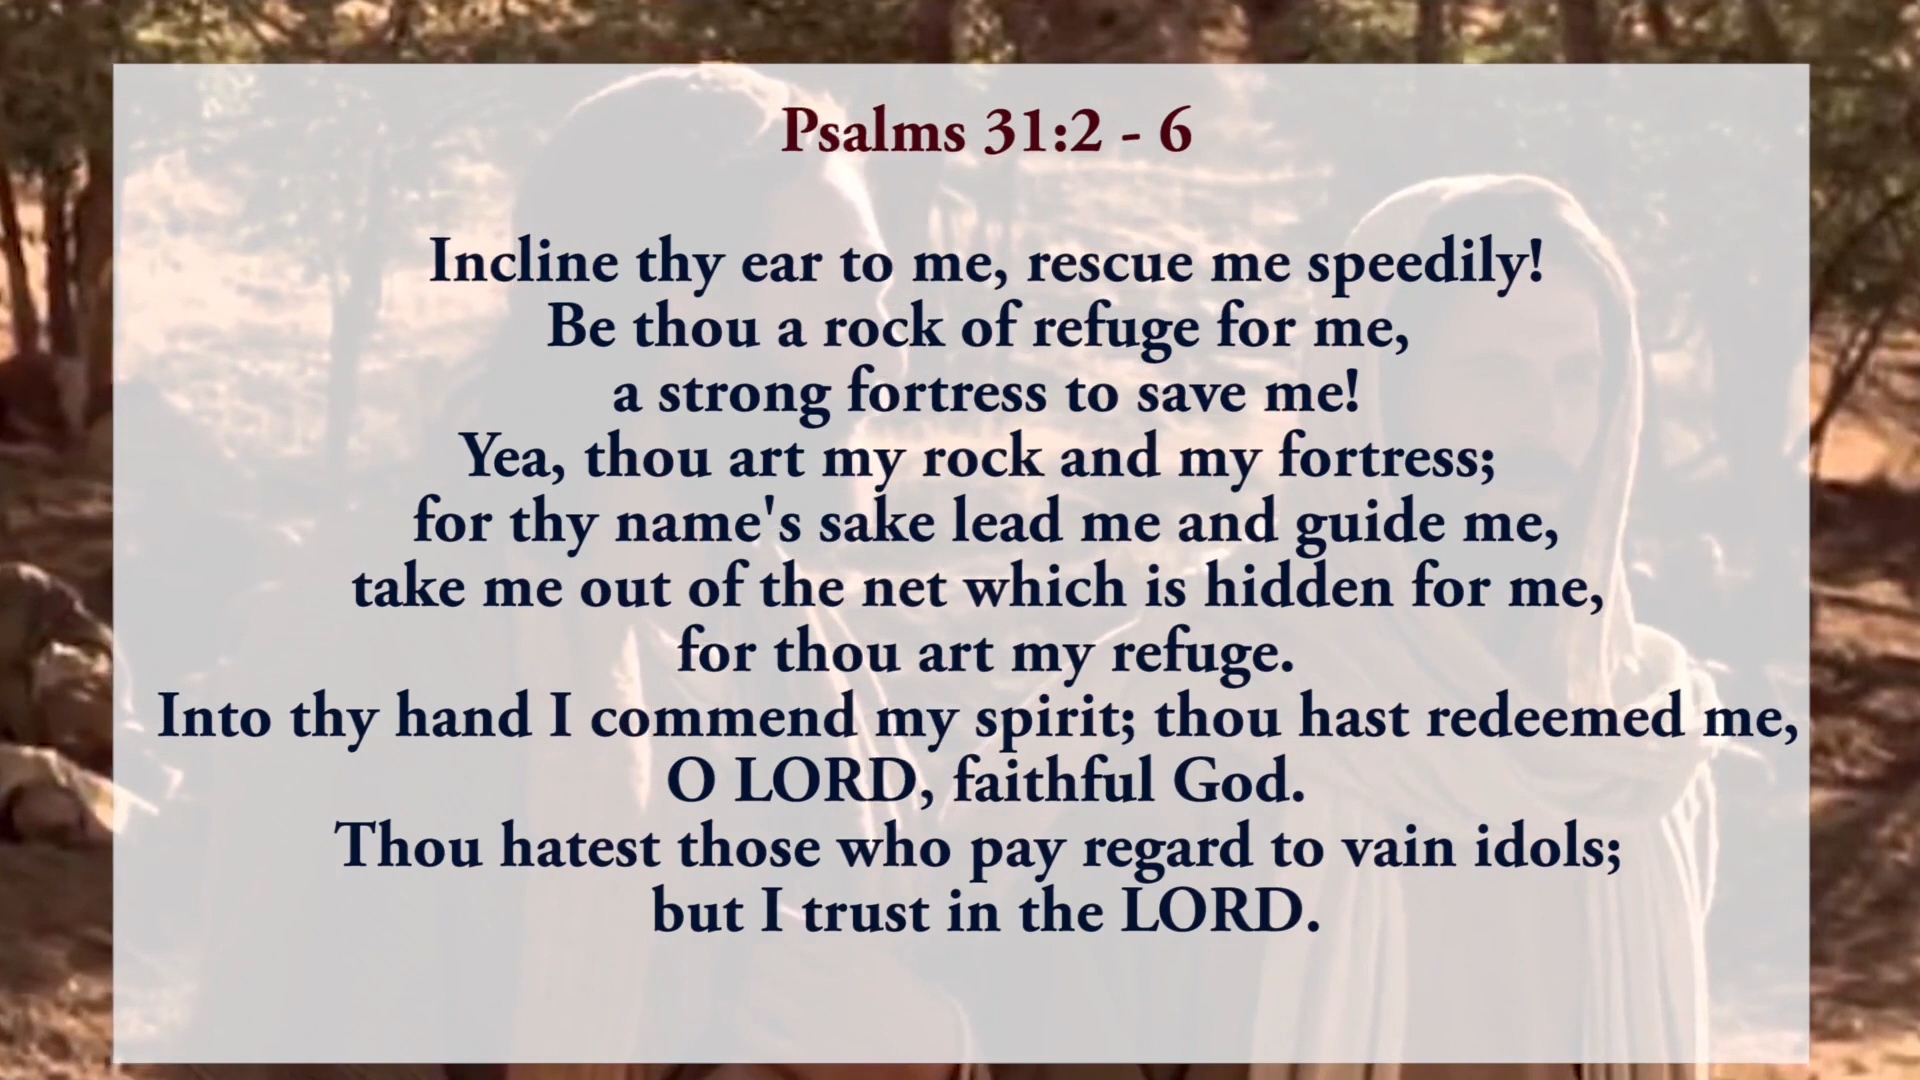 Psalms 31:2 - 6
Incline thy ear to me, rescue me speedily!
Be thou a rock of refuge for me,
a strong fortress to save me!
Yea, thou art my rock and my fortress;
for thy name's sake lead me and guide me,
take me out of the net which is hidden for me,
for thou art my refuge.
Into thy hand I commend my spirit; thou hast redeemed me,
O LORD, faithful God.
Thou hatest those who pay regard to vain idols;
but I trust in the LORD.